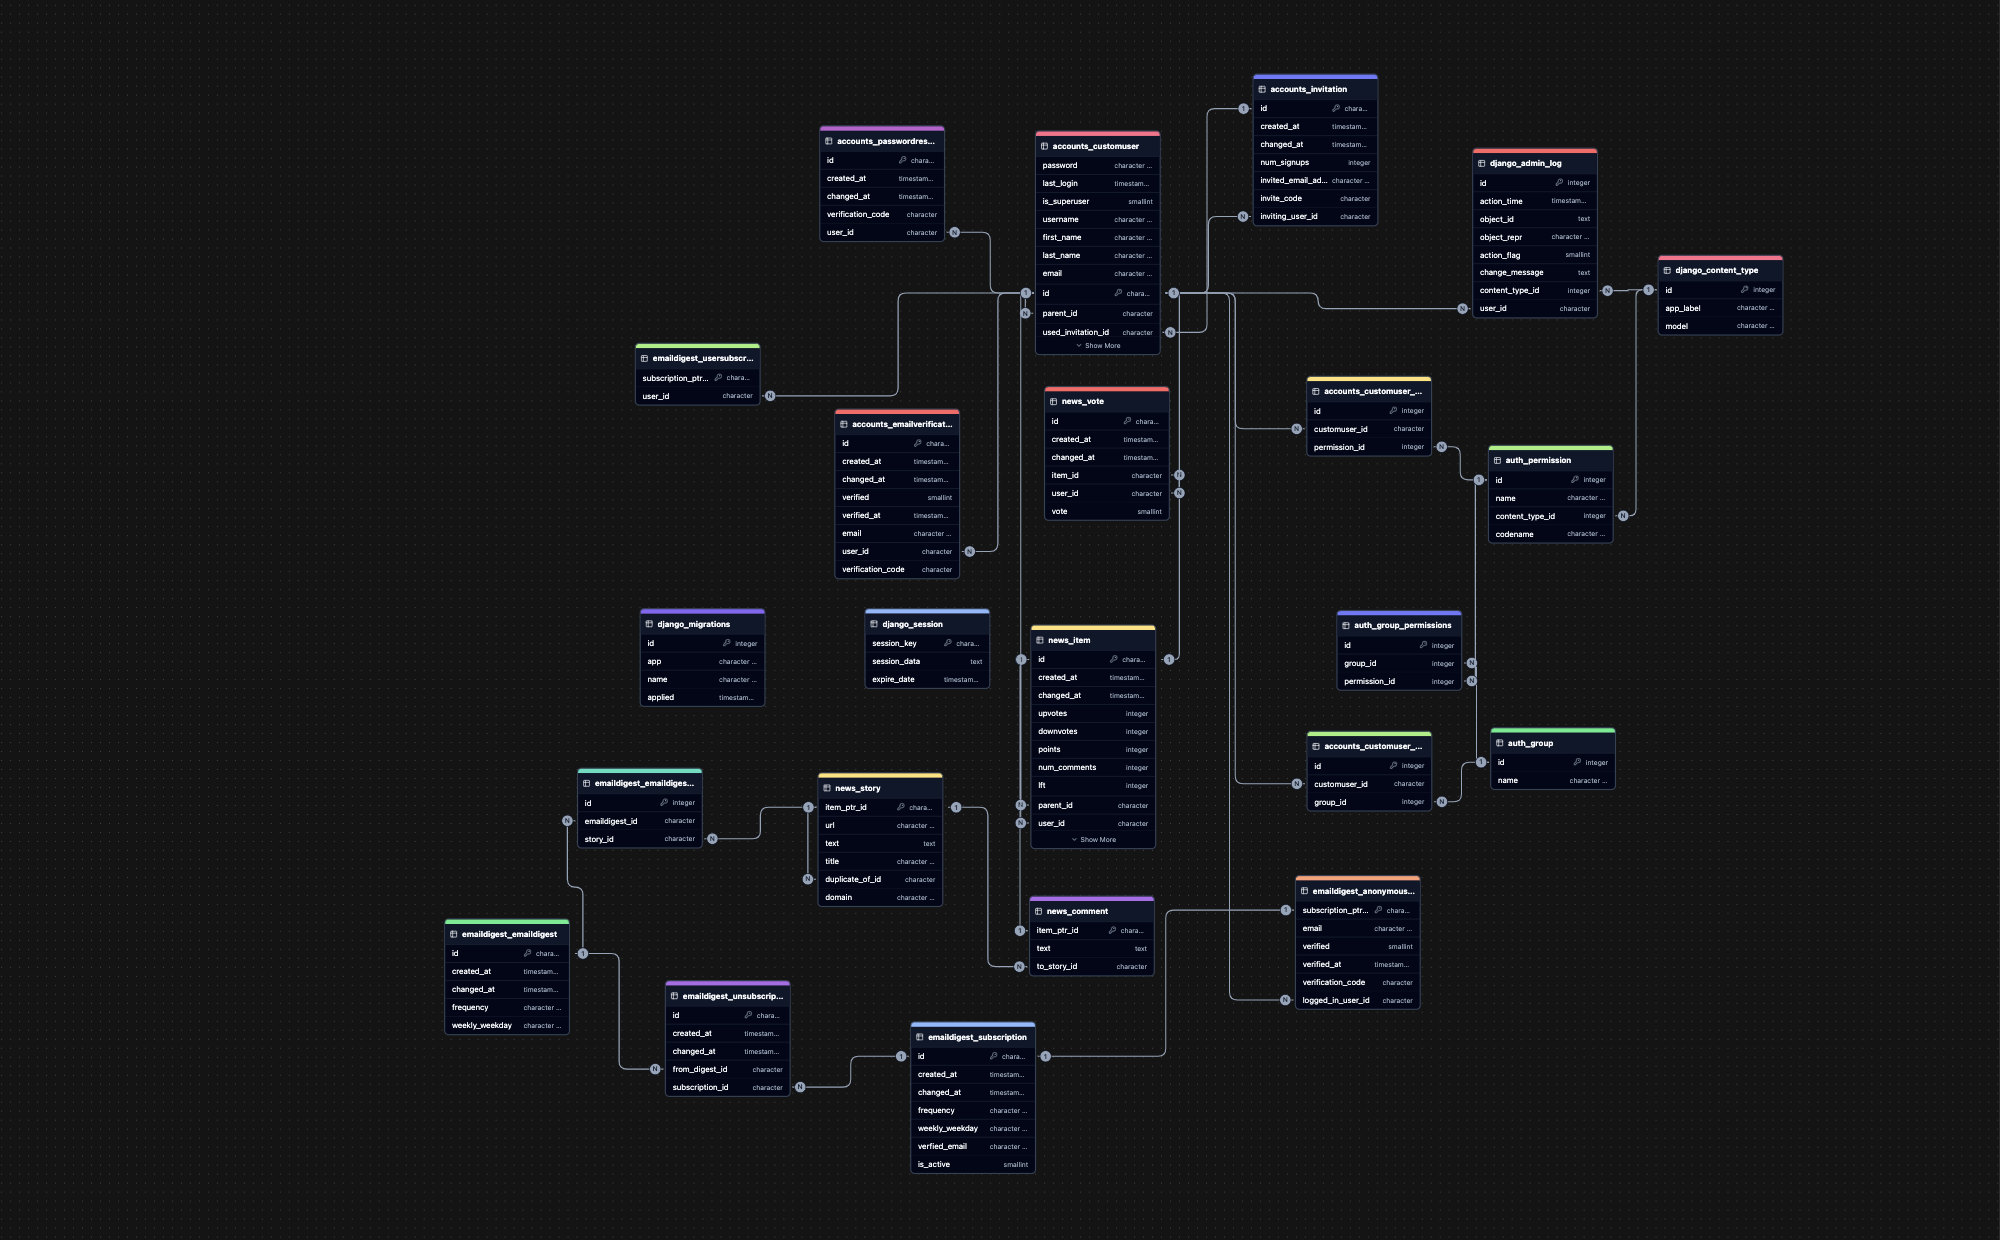 accounts_invitation
id chara...
created_at timestam...
changed_at timestam...
num_signups integer
invited_email_ad... character ...
invite_code character
inviting_user_id character
accounts_passwordres...
id chara...
created_at timestam...
changed_at timestam...
verification_code character
user_id character
accounts_customuser
password character ...
last_login timestam...
is_superuser smallint
username character ...
first_name character ...
last_name character ...
email character ...
id chara...
parent_id character
used_invitation_id character
Show More
django_admin_log
id integer
action_time timestam...
object_id text
object_repr character ...
action_flag smallint
change_message text
content_type_id integer
user_id character
django_content_type
id integer
app_label character ...
model character ...
emaildigest_usersubscr...
subscription_ptr... chara...
user_id character
accounts_emailverificat...
id chara...
created_at timestam...
changed_at timestam...
verified smallint
verified_at timestam...
email character ...
user_id character
verification_code character
news_vote
id chara...
created_at timestam...
changed_at timestam...
item_id character
user_id character
vote smallint
accounts_customuser_...
id integer
customuser_id character
permission_id integer
auth_permission
id integer
name character ...
content_type_id integer
codename character ...
django_migrations
id integer
app character ...
name character ...
applied timestam...
django_session
session_key chara...
session_data text
expire_date timestam...
news_item
id chara...
created_at timestam...
changed_at timestam...
upvotes integer
downvotes integer
points integer
num_comments integer
lft integer
parent_id character
user_id character
Show More
auth_group_permissions
id integer
group_id integer
permission_id integer
accounts_customuser_...
id integer
customuser_id character
group_id integer
auth_group
id integer
name character ...
emaildigest_emaildiges...
id integer
emaildigest_id character
story_id character
news_story
item_ptr_id chara...
url character ...
text text
title character ...
duplicate_of_id character
domain character ...
emaildigest_emaildigest
id chara...
created_at timestam...
changed_at timestam...
frequency character ...
weekly_weekday character ...
news_comment
item_ptr_id chara...
text text
to_story_id character
emaildigest_anonymous...
subscription_ptr... chara...
email character ...
verified smallint
verified_at timestam...
verification_code character
logged_in_user_id character
emaildigest_unsubscrip...
id chara...
created_at timestam...
changed_at timestam...
from_digest_id character
subscription_id character
emaildigest_subscription
id chara...
created_at timestam...
changed_at timestam...
frequency character ...
weekly_weekday character ...
verfied_email character ...
is_active smallint